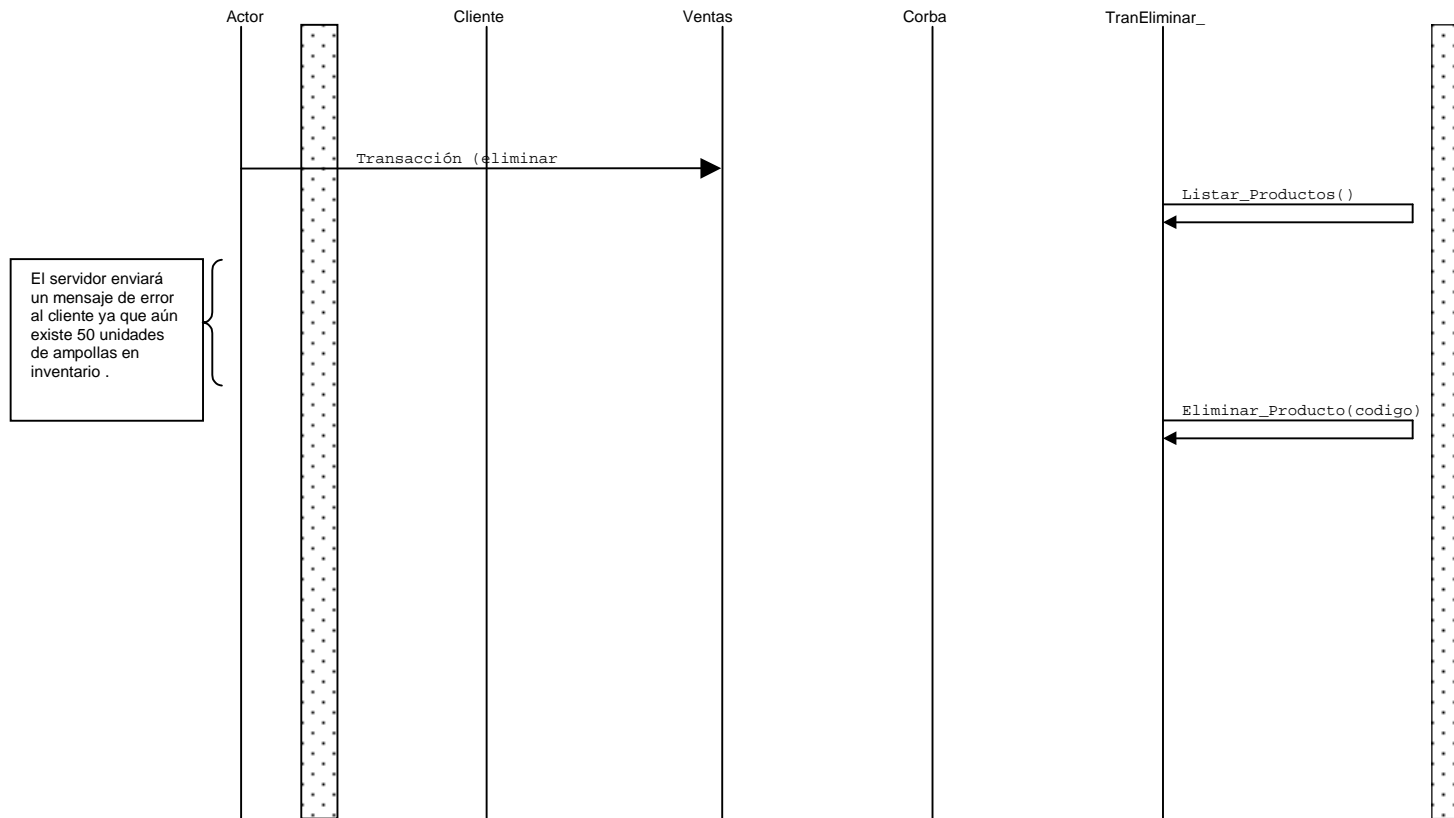 Actor
Cliente
Ventas
Corba
TranEliminar_
Transacción (eliminar
Listar_Productos()
El servidor enviará
un mensaje de error
al cliente ya que aún
existe 50 unidades
de ampollas en
inventario .
Eliminar_Producto(codigo)